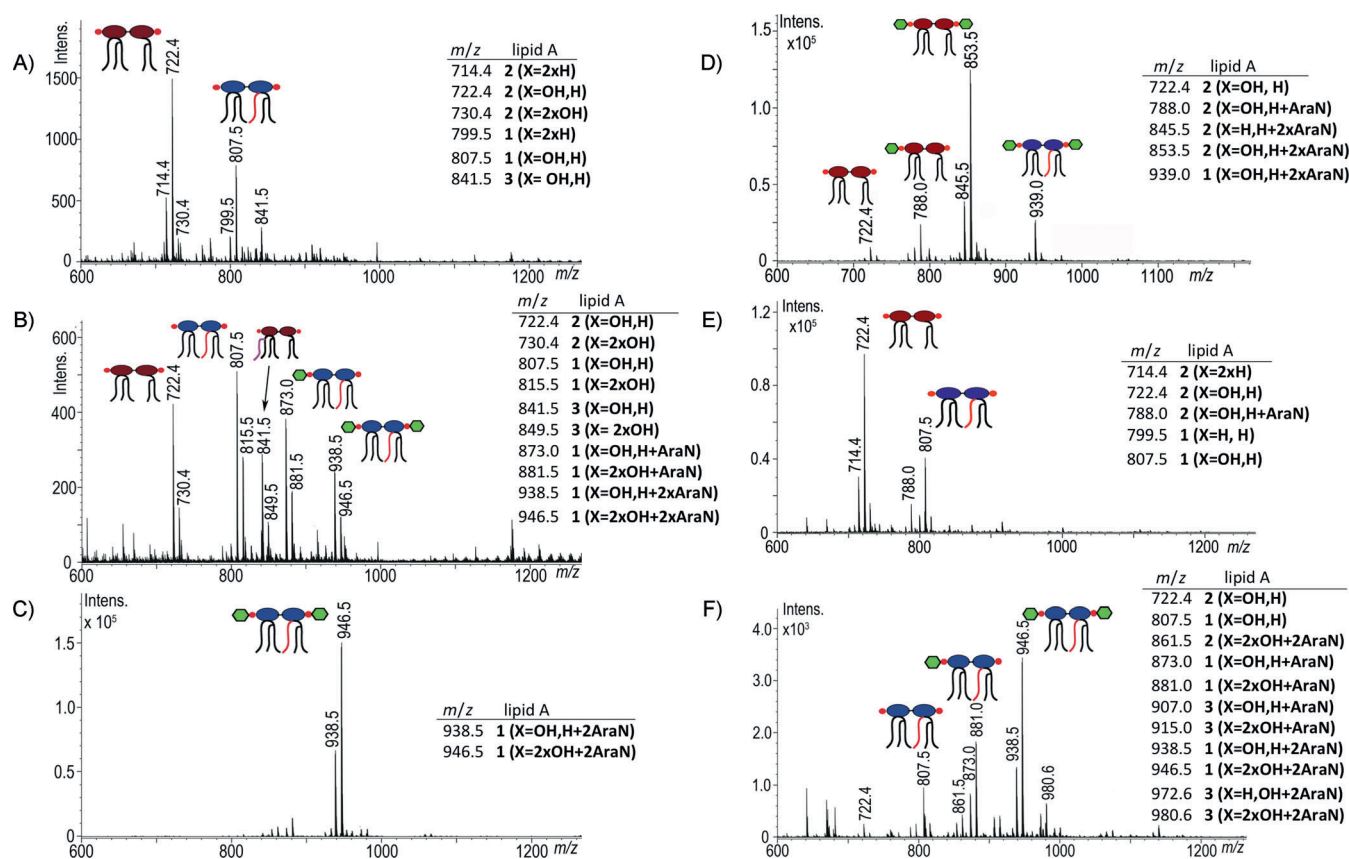 A)
Intens.
1500
1000
500
0
714.4
722.4
730.4
799.5
807.5
841.5
600
800
1000
1200
m/z
m/z lipid A
714.4 2 (X=2xH)
722.4 2 (X=OH,H)
730.4 2 (X=2xOH)
799.5 1 (X=2xH)
807.5 1 (X=OH,H)
841.5 3 (X= OH,H)
B)
Intens.
600
400
200
0
722.4
730.4
807.5
815.5
841.5
849.5
873.0
881.5
938.5
946.5
600
800
1000
1200
m/z
m/z lipid A
722.4 2 (X=OH,H)
730.4 2 (X=2xOH)
807.5 1 (X=OH,H)
815.5 1 (X=2xOH)
841.5 3 (X=OH,H)
849.5 3 (X= 2xOH)
873.0 1 (X=OH,H+AraN)
881.5 1 (X=2xOH+AraN)
938.5 1 (X=OH,H+2xAraN)
946.5 1 (X=2xOH+2xAraN)
C)
Intens.
x 10⁵
1.5
1.0
0.5
0
938.5
946.5
600
800
1000
1200
m/z
m/z lipid A
938.5 1 (X=OH,H+2AraN)
946.5 1 (X=2xOH+2AraN)
D)
Intens.
x10⁵
1.5
1.0
0.5
0
722.4
788.0
845.5
853.5
939.0
600
700
800
900
1000
1100
m/z
m/z lipid A
722.4 2 (X=OH, H)
788.0 2 (X=OH,H+AraN)
845.5 2 (X=H,H+2xAraN)
853.5 2 (X=OH,H+2xAraN)
939.0 1 (X=OH,H+2xAraN)
E)
Intens.
x10⁵
1.2
0.9
0.6
0.3
0
714.4
722.4
788.0
807.5
600
800
1000
1200
m/z
m/z lipid A
714.4 2 (X=2xH)
722.4 2 (X=OH,H)
788.0 2 (X=OH,H+AraN)
799.5 1 (X=H, H)
807.5 1 (X=OH,H)
F)
Intens.
x10³
4.0
3.0
2.0
1.0
0.0
722.4
807.5
861.5
873.0
881.0
938.5
946.5
980.6
600
800
1000
1200
m/z
m/z lipid A
722.4 2 (X=OH,H)
807.5 1 (X=OH,H)
861.5 2 (X=2xOH+2AraN)
873.0 1 (X=OH,H+AraN)
881.0 1 (X=2xOH+AraN)
907.0 3 (X=OH,H+AraN)
915.0 3 (X=2xOH+AraN)
938.5 1 (X=OH,H+2AraN)
946.5 1 (X=2xOH+2AraN)
972.6 3 (X=H,OH+2AraN)
980.6 3 (X=2xOH+2AraN)